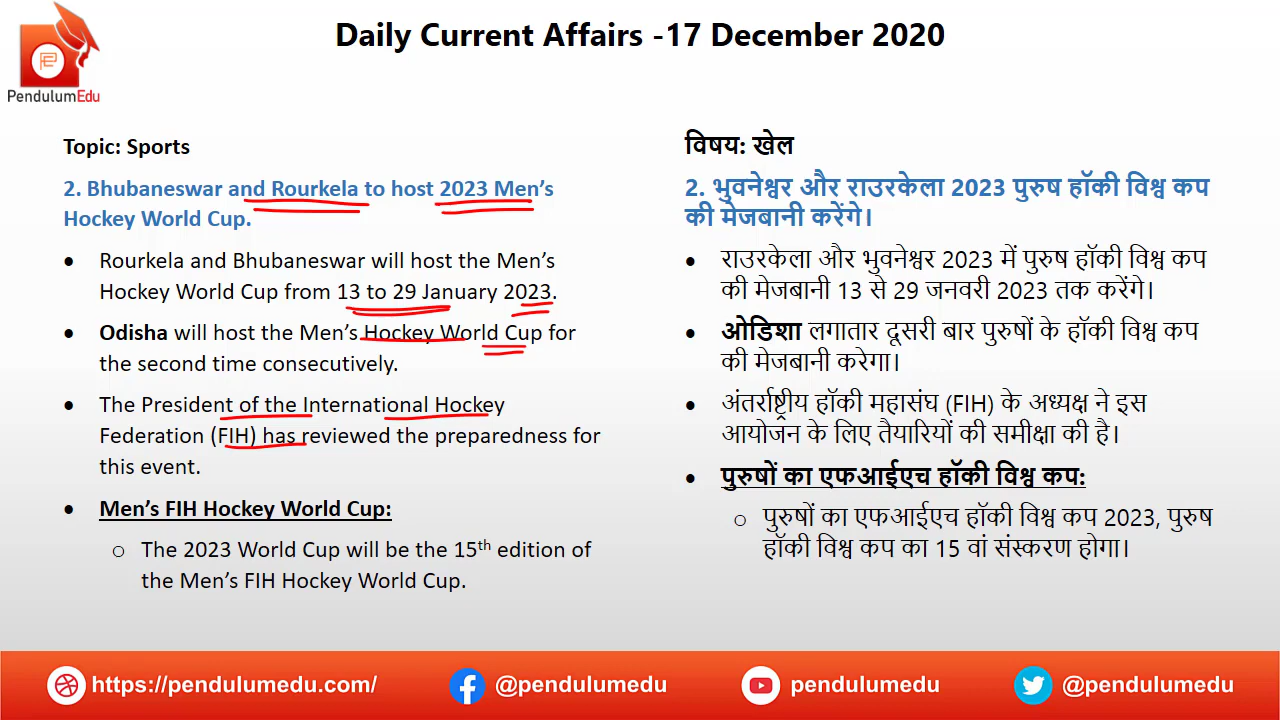 Daily Current Affairs -17 December 2020
PE
PendulumEdu
Topic: Sports
2. Bhubaneswar and Rourkela to host 2023 Men's
Hockey World Cup.
• Rourkela and Bhubaneswar will host the Men's
Hockey World Cup from 13 to 29 January 2023.
• Odisha will host the Men's Hockey World Cup for
the second time consecutively.
• The President of the International Hockey
Federation (FIH) has reviewed the preparedness for
this event.
• Men's FIH Hockey World Cup:
o The 2023 World Cup will be the 15th edition of
the Men's FIH Hockey World Cup.
विषय: खेल
2. भुवनेश्वर और राउरकेला 2023 पुरुष हॉकी विश्व कप
की मेजबानी करेंगे।
• राउरकेला और भुवनेश्वर 2023 में पुरुष हॉकी विश्व कप
की मेजबानी 13 से 29 जनवरी 2023 तक करेंगे।
• ओडिशा लगातार दूसरी बार पुरुषों के हॉकी विश्व कप
की मेजबानी करेगा।
• अंतर्राष्ट्रीय हॉकी महासंघ (FIH) के अध्यक्ष ने इस
आयोजन के लिए तैयारियों की समीक्षा की है।
• पुरुषों का एफआईएच हॉकी विश्व कप:
o पुरुषों का एफआईएच हॉकी विश्व कप 2023, पुरुष
हॉकी विश्व कप का 15 वां संस्करण होगा।
https://pendulumedu.com/ @pendulumedu pendulumedu @pendulumedu